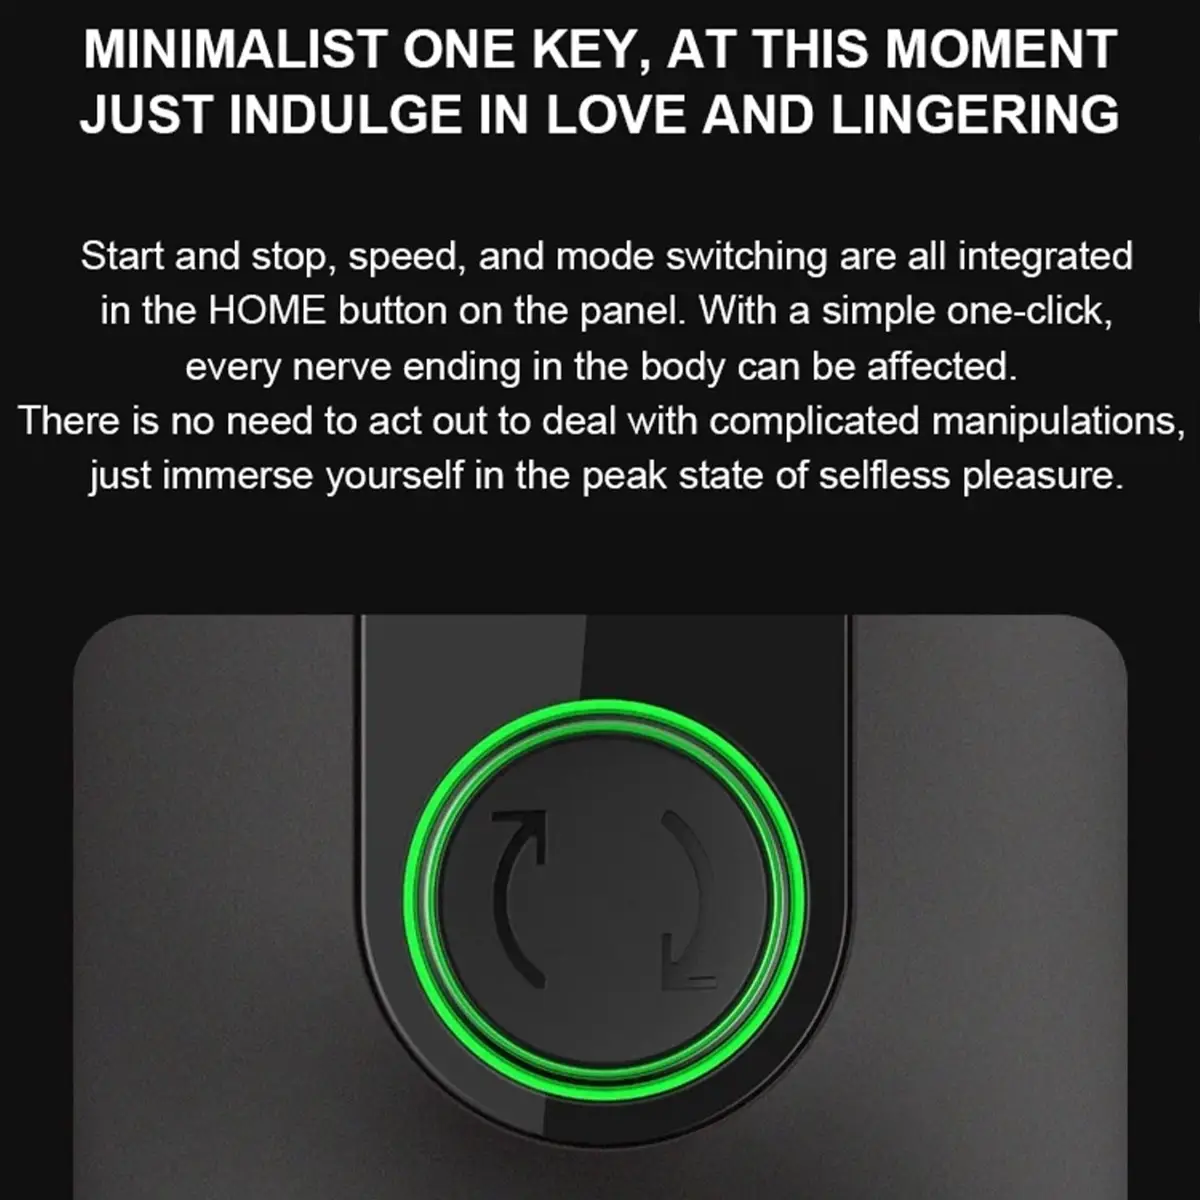 MINIMALIST ONE KEY, AT THIS MOMENT
JUST INDULGE IN LOVE AND LINGERING
Start and stop, speed, and mode switching are all integrated
in the HOME button on the panel. With a simple one-click,
every nerve ending in the body can be affected.
There is no need to act out to deal with complicated manipulations,
just immerse yourself in the peak state of selfless pleasure.